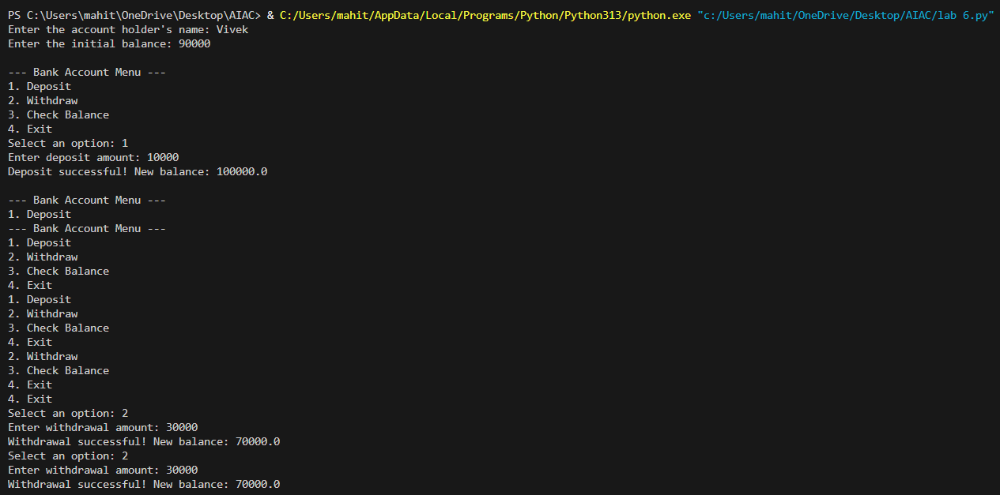 PS C:\Users\mahit\OneDrive\Desktop\AIAC> & C:/Users/mahit/AppData/Local/Programs/Python/Python313/python.exe "c:/Users/mahit/OneDrive/Desktop/AIAC/lab 6.py"
Enter the account holder's name: Vivek
Enter the initial balance: 90000

--- Bank Account Menu ---
1. Deposit
2. Withdraw
3. Check Balance
4. Exit
Select an option: 1
Enter deposit amount: 10000
Deposit successful! New balance: 100000.0

--- Bank Account Menu ---
1. Deposit
--- Bank Account Menu ---
1. Deposit
2. Withdraw
3. Check Balance
4. Exit
1. Deposit
2. Withdraw
3. Check Balance
4. Exit
2. Withdraw
3. Check Balance
4. Exit
4. Exit
Select an option: 2
Enter withdrawal amount: 30000
Withdrawal successful! New balance: 70000.0
Select an option: 2
Enter withdrawal amount: 30000
Withdrawal successful! New balance: 70000.0